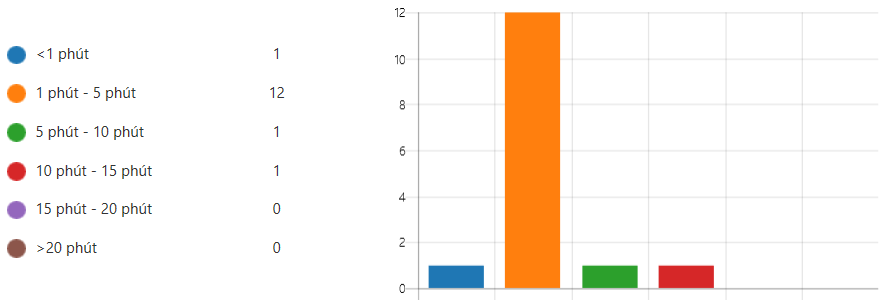 <1 phút 1
1 phút - 5 phút 12
5 phút - 10 phút 1
10 phút - 15 phút 1
15 phút - 20 phút 0
>20 phút 0
12
10
8
6
4
2
0